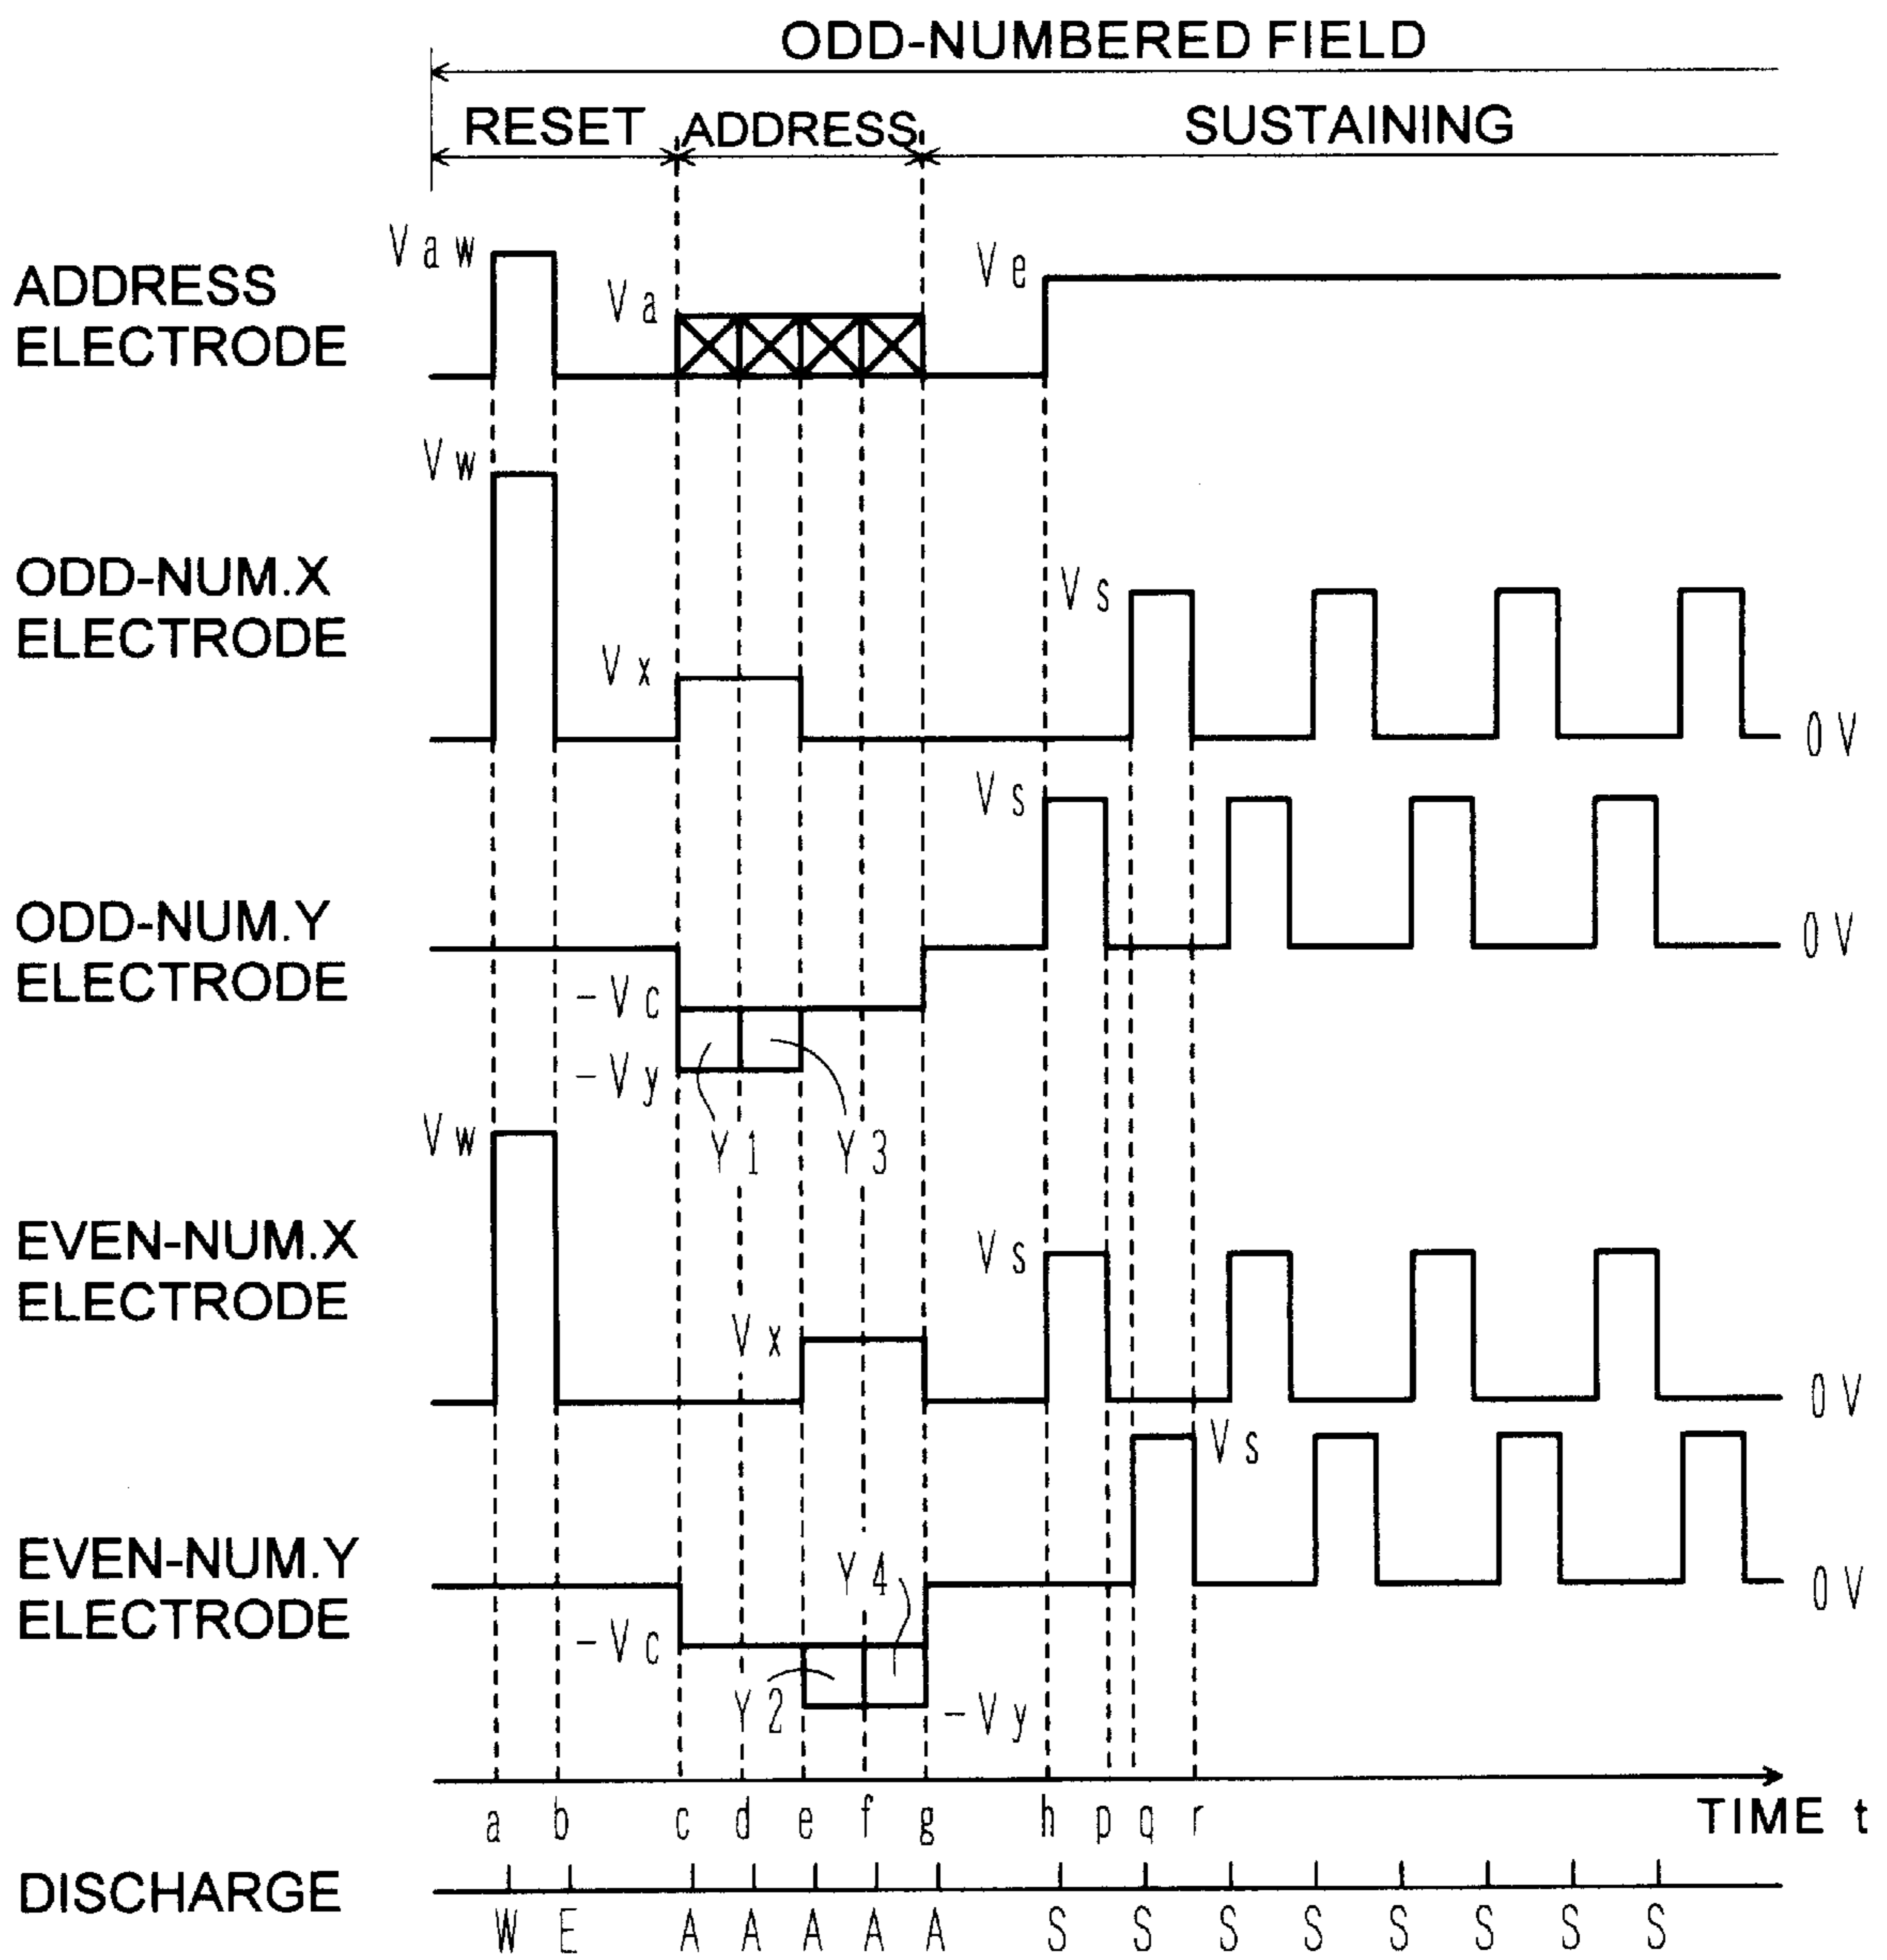 ODD-NUMBERED FIELD
RESET ADDRESS SUSTAINING
Vaw
Va
Ve
ADDRESS
ELECTRODE
Vw
Vx
Vs
ODD-NUM.X
ELECTRODE
0V
Vs
ODD-NUM.Y
ELECTRODE
0V
-Vc
-Vy
Y1 Y3
Vw
EVEN-NUM.X
ELECTRODE
Vs
Vx
0V
Vs
EVEN-NUM.Y
ELECTRODE
Y4
0V
-Vc
Y2
-Vy
a b c d e f g h p q r
TIME t
DISCHARGE
W E A A A A A S S S S S S S S